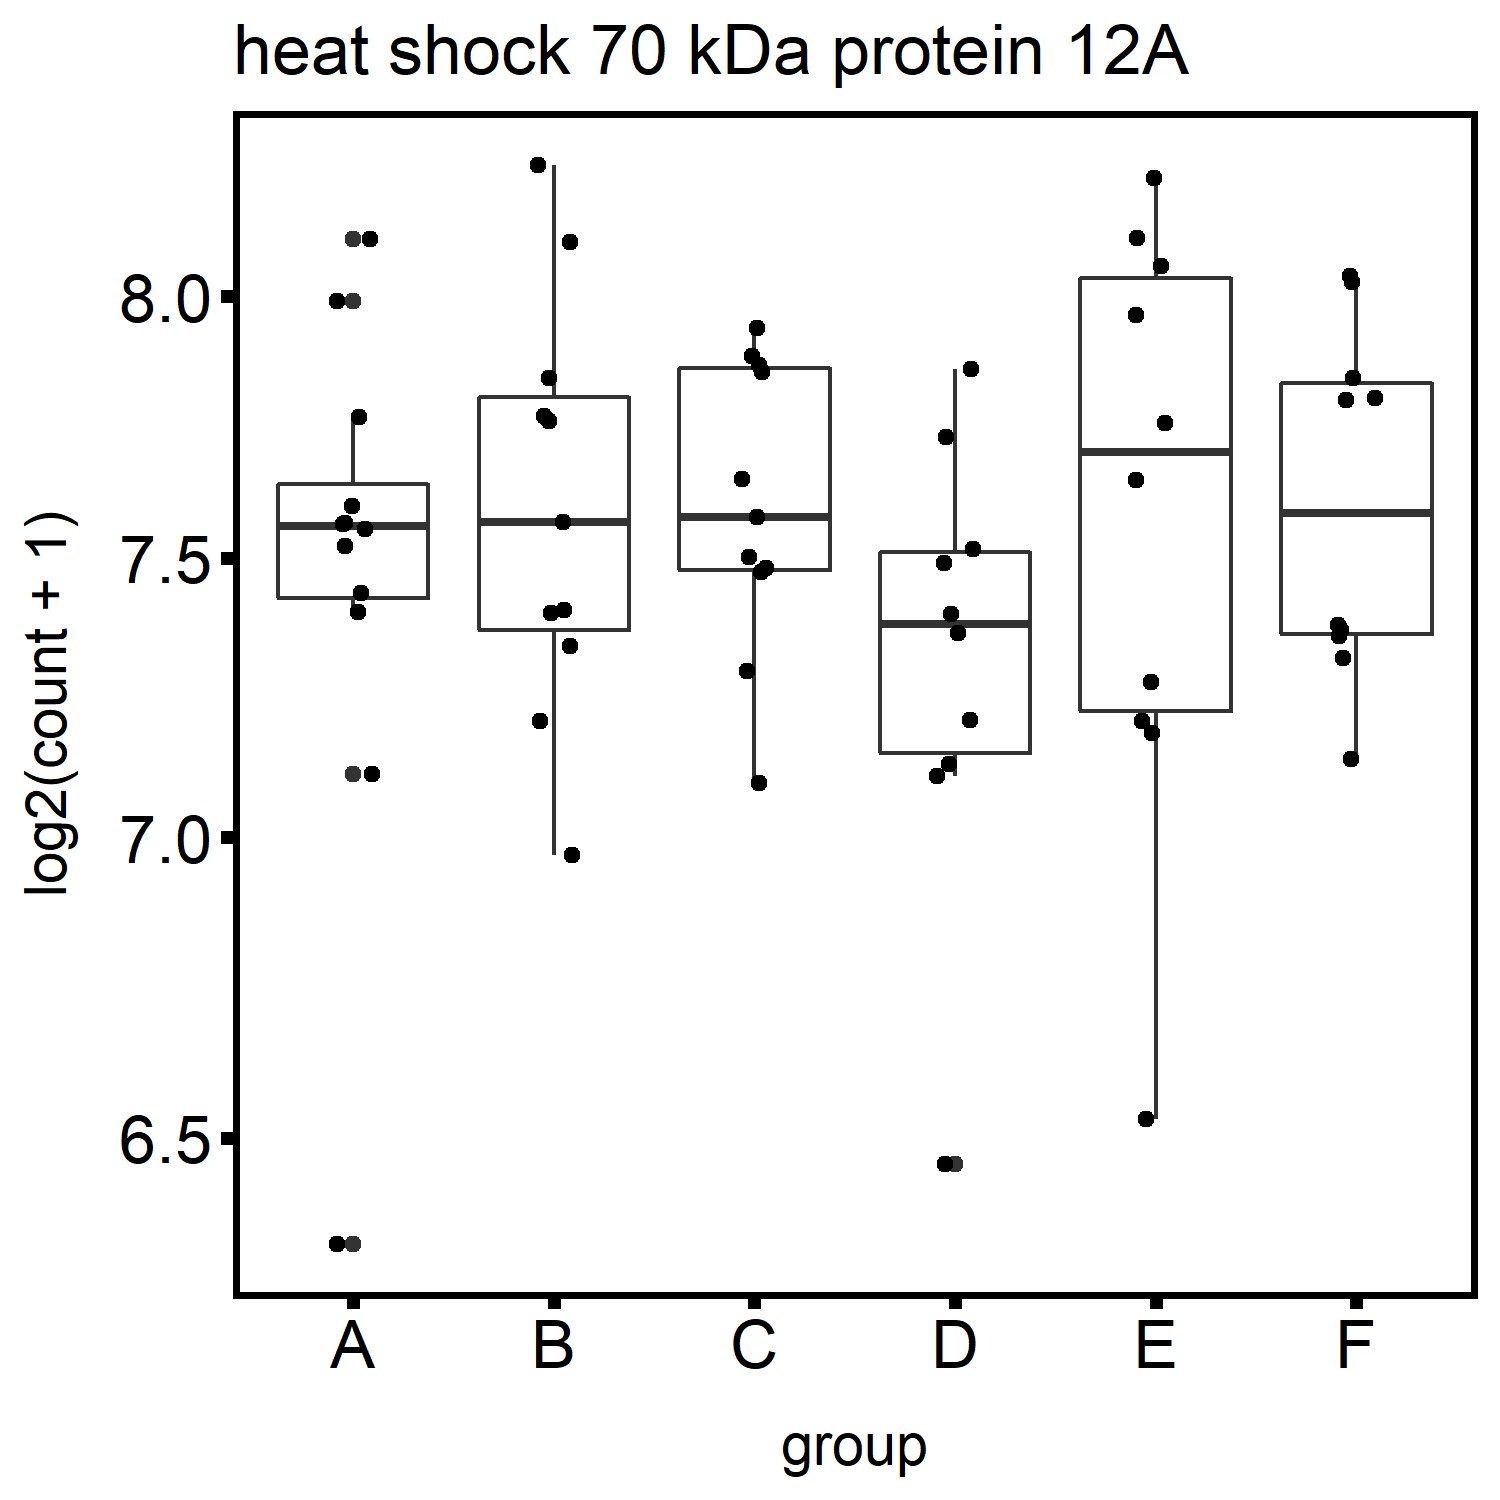 heat shock 70 kDa protein 12A
log2(count + 1)
8.0
7.5
7.0
6.5
A B C D E F
group